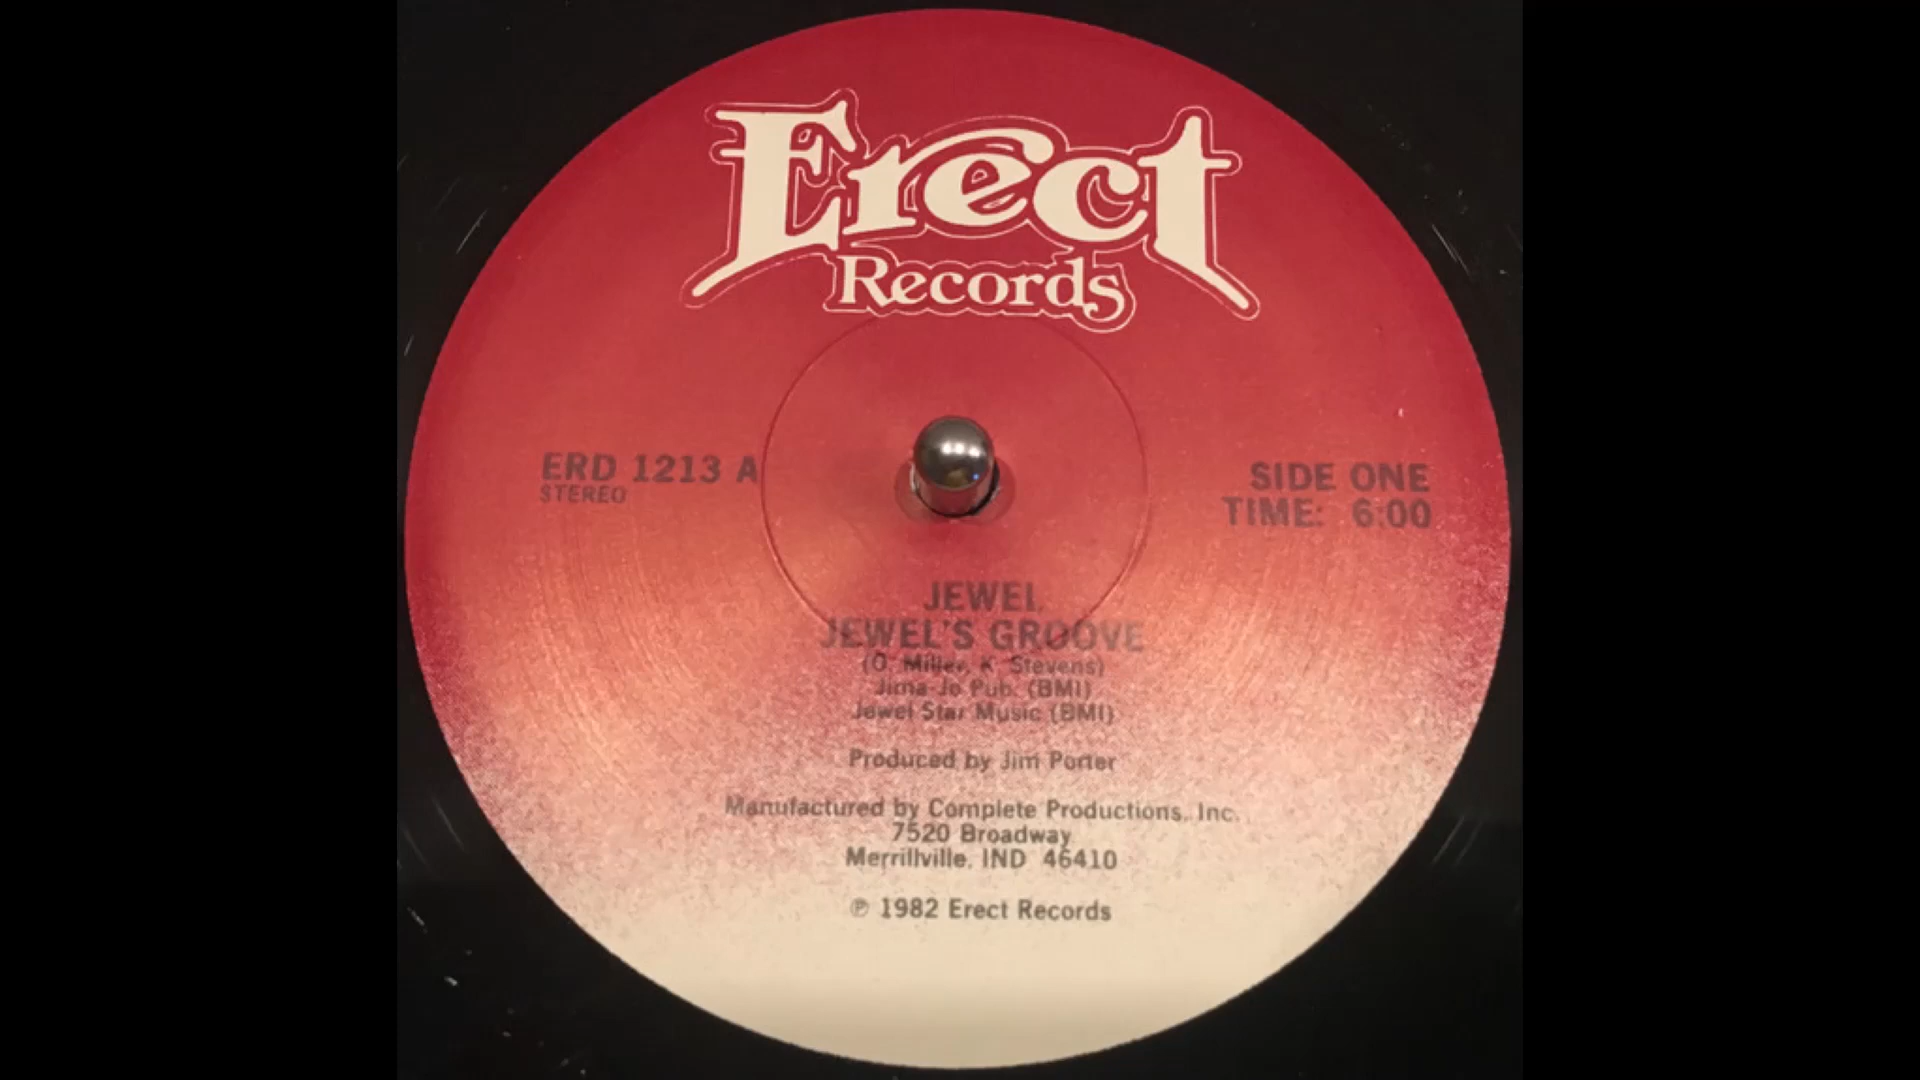 Erect
Records
ERD 1213 A
STEREO
SIDE ONE
TIME: 6:00
JEWEL
JEWEL'S GROOVE
(O. Miller, K. Stevens)
Jima-Jo Pub. (BMI)
Jewel Star Music (BMI)
Produced by Jim Porter
Manufactured by Complete Productions, Inc.
7520 Broadway
Merrillville, IND 46410
℗ 1982 Erect Records